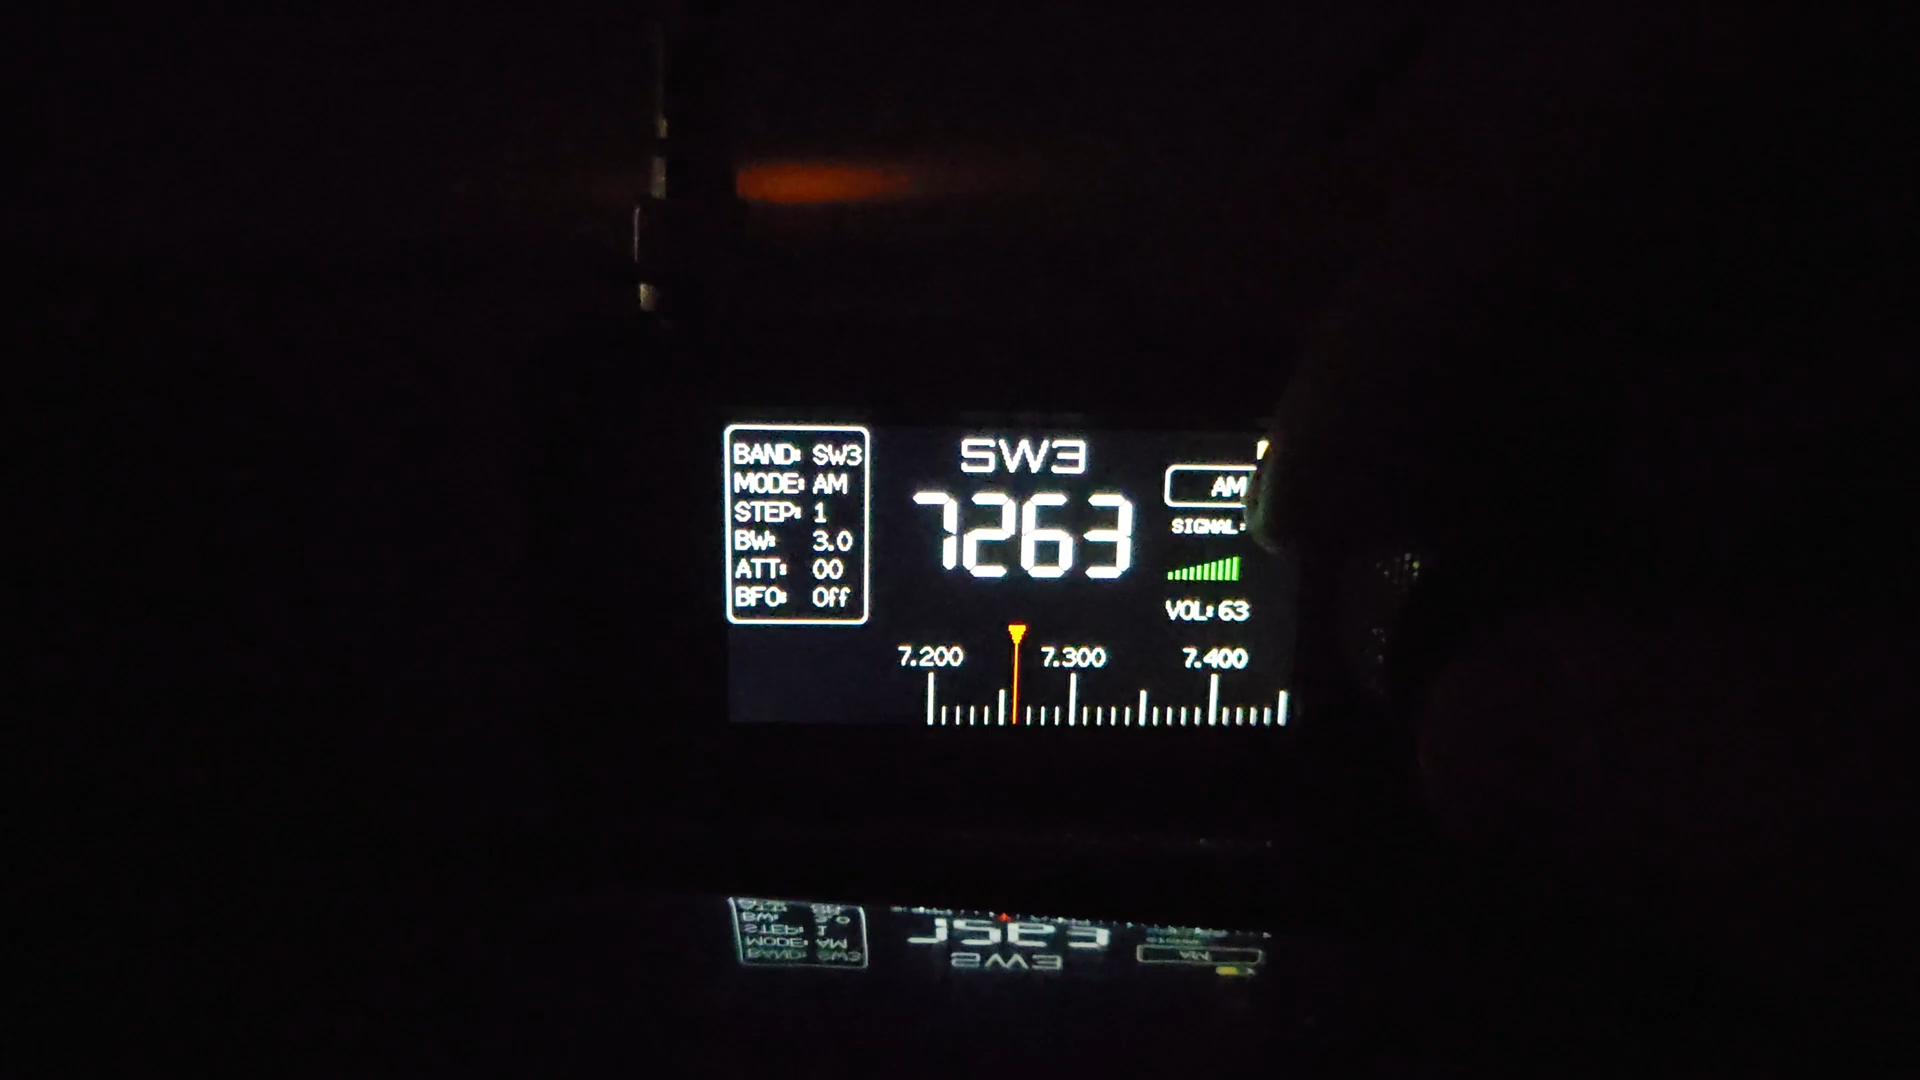 BAND: SW3
MODE: AM
STEP: 1
BW: 3.0
ATT: 00
BFO: Off
SW3
7263
AM
SIGNAL:
VOL: 63
7.200 7.300 7.400